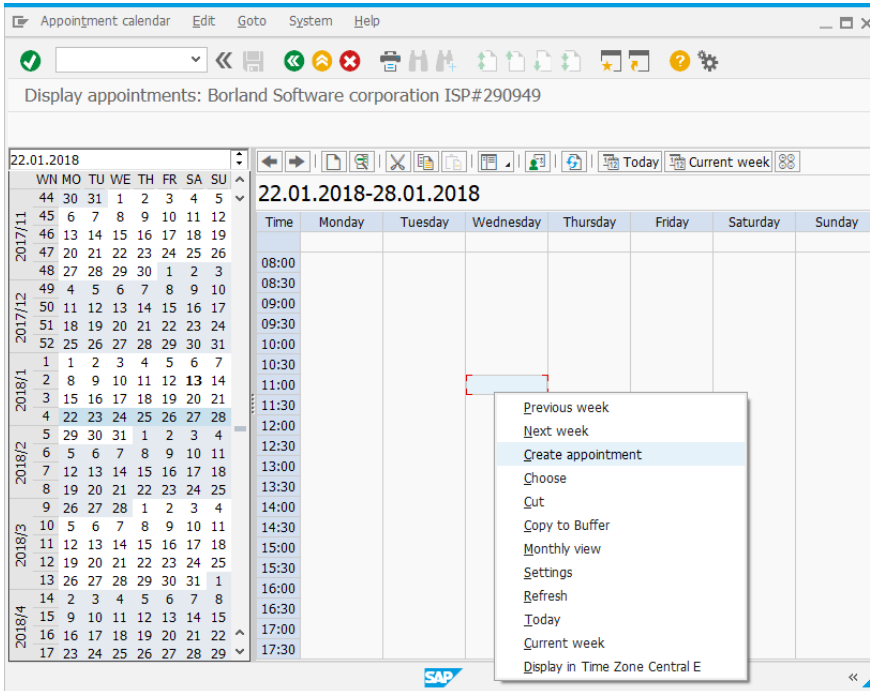 Appointment calendar Edit Goto System Help
Display appointments: Borland Software corporation ISP#290949
22.01.2018
Today Current week
WN MO TU WE TH FR SA SU
2017/11
44 30 31 1 2 3 4 5
45 6 7 8 9 10 11 12
46 13 14 15 16 17 18 19
47 20 21 22 23 24 25 26
48 27 28 29 30 1 2 3
2017/12
49 4 5 6 7 8 9 10
50 11 12 13 14 15 16 17
51 18 19 20 21 22 23 24
52 25 26 27 28 29 30 31
2018/1
1 1 2 3 4 5 6 7
2 8 9 10 11 12 13 14
3 15 16 17 18 19 20 21
4 22 23 24 25 26 27 28
2018/2
5 29 30 31 1 2 3 4
6 5 6 7 8 9 10 11
7 12 13 14 15 16 17 18
8 19 20 21 22 23 24 25
2018/3
9 26 27 28 1 2 3 4
10 5 6 7 8 9 10 11
11 12 13 14 15 16 17 18
12 19 20 21 22 23 24 25
13 26 27 28 29 30 31 1
2018/4
14 2 3 4 5 6 7 8
15 9 10 11 12 13 14 15
16 16 17 18 19 20 21 22
17 23 24 25 26 27 28 29
22.01.2018-28.01.2018
Time Monday Tuesday Wednesday Thursday Friday Saturday Sunday
08:00
08:30
09:00
09:30
10:00
10:30
11:00
11:30
12:00
12:30
13:00
13:30
14:00
14:30
15:00
15:30
16:00
16:30
17:00
17:30
Previous week
Next week
Create appointment
Choose
Cut
Copy to Buffer
Monthly view
Settings
Refresh
Today
Current week
Display in Time Zone Central E
SAP